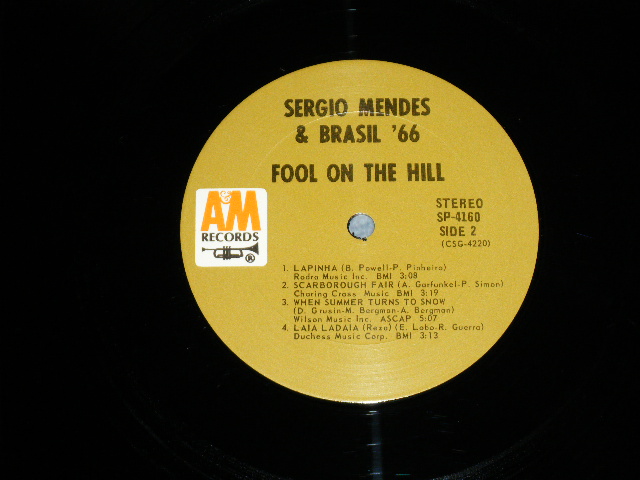 SERGIO MENDES
& BRASIL '66
FOOL ON THE HILL
A&M
RECORDS
®
STEREO
SP-4160
SIDE 2
(CSG-4220)
1. LAPINHA (B. Powell-P. Pinheiro)
Rodra Music Inc. BMI 3:09
2. SCARBOROUGH FAIR (A. Garfunkel-P. Simon)
Charing Cross Music BMI 3:19
3. WHEN SUMMER TURNS TO SNOW
(D. Grusin-M. Bergman-A. Bergman)
Wilson Music Inc. ASCAP 5:07
4. LAIA LADAIA (Reza) (E. Lobo-R. Guerra)
Duchess Music Corp. BMI 3:13